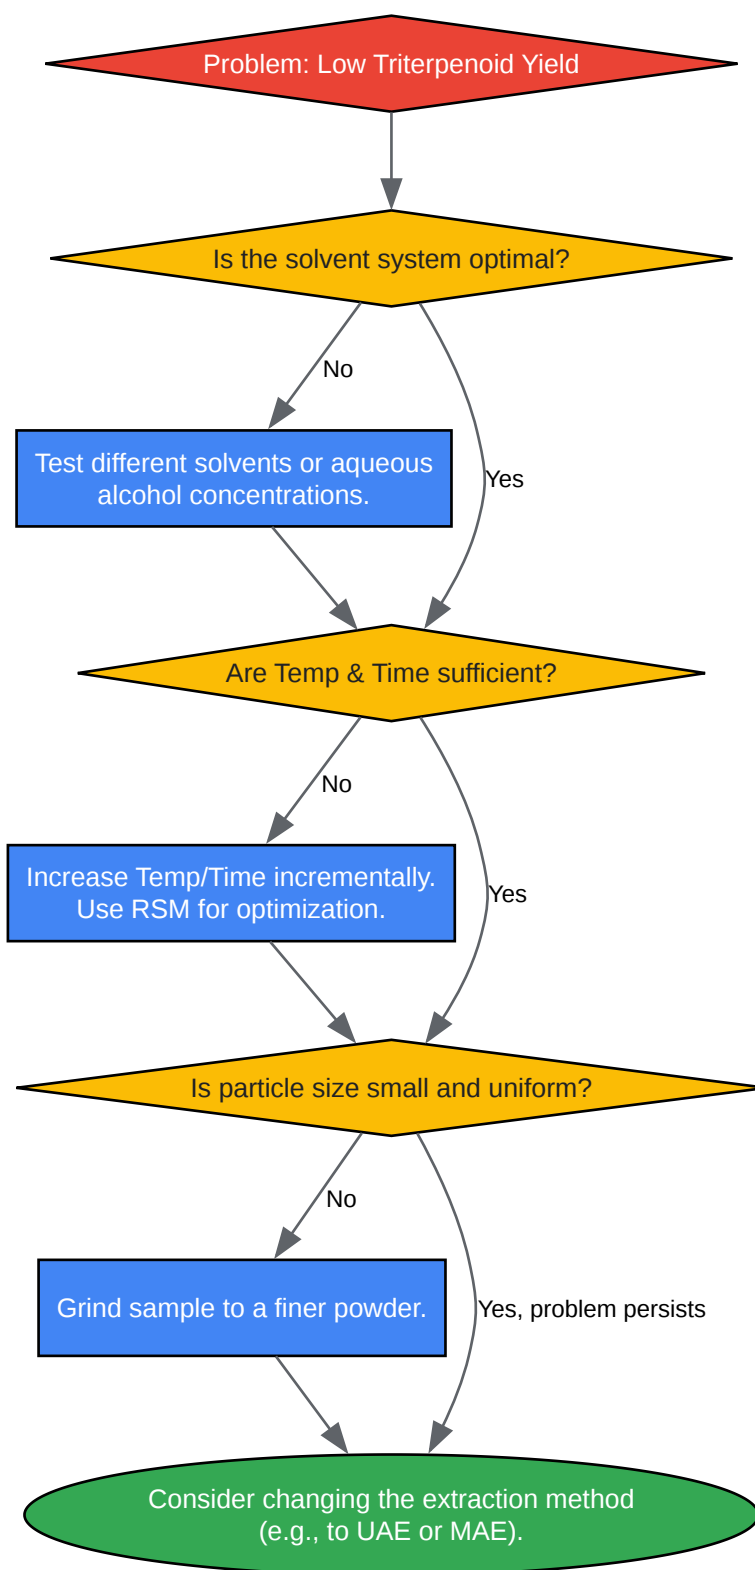 Problem: Low Triterpenoid Yield
Is the solvent system optimal?
No
Test different solvents or aqueous
alcohol concentrations.
Yes
Are Temp & Time sufficient?
No
Increase Temp/Time incrementally.
Use RSM for optimization.
Yes
Is particle size small and uniform?
No
Grind sample to a finer powder.
Yes, problem persists
Consider changing the extraction method
(e.g., to UAE or MAE).